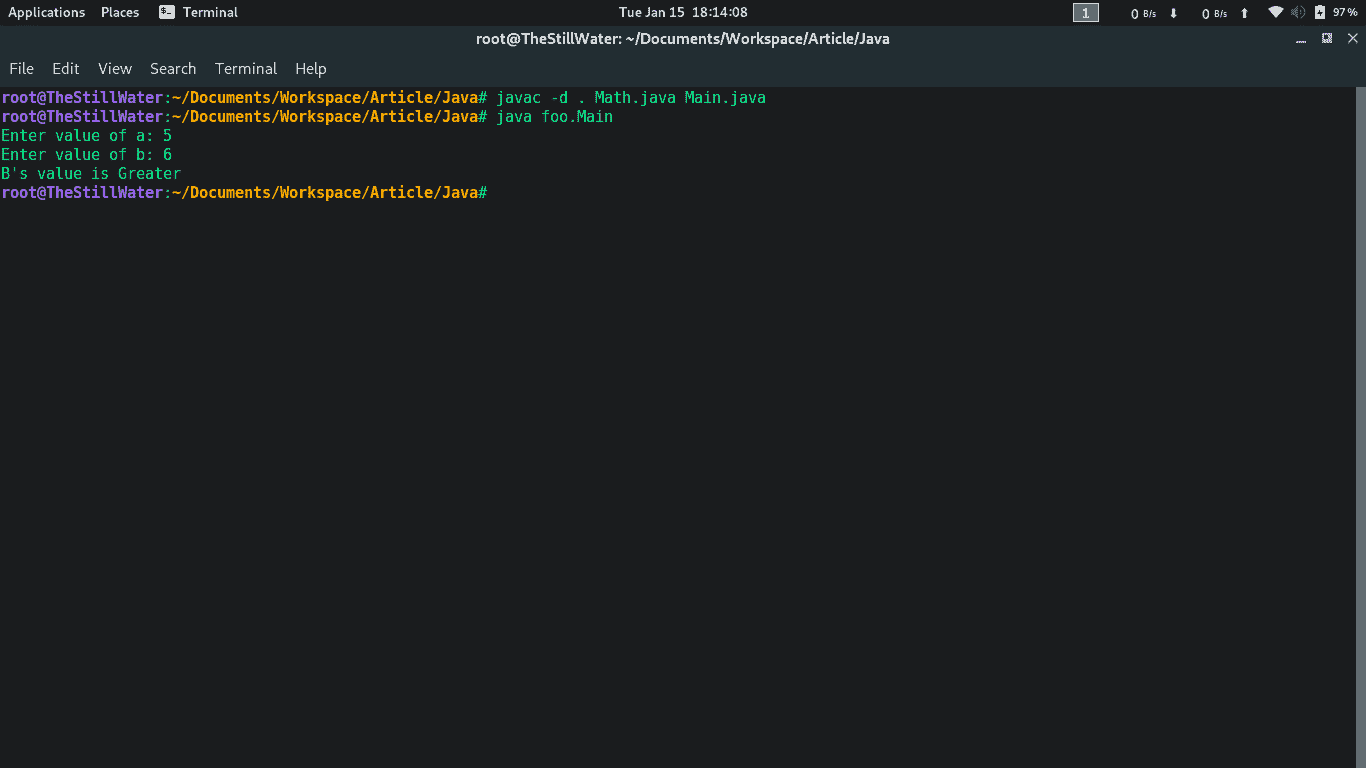 Applications Places Terminal Tue Jan 15 18:14:08 1 0 B/s 0 B/s 97 %
root@TheStillWater: ~/Documents/Workspace/Article/Java
File Edit View Search Terminal Help
root@TheStillWater:~/Documents/Workspace/Article/Java# javac -d . Math.java Main.java
root@TheStillWater:~/Documents/Workspace/Article/Java# java foo.Main
Enter value of a: 5
Enter value of b: 6
B's value is Greater
root@TheStillWater:~/Documents/Workspace/Article/Java#